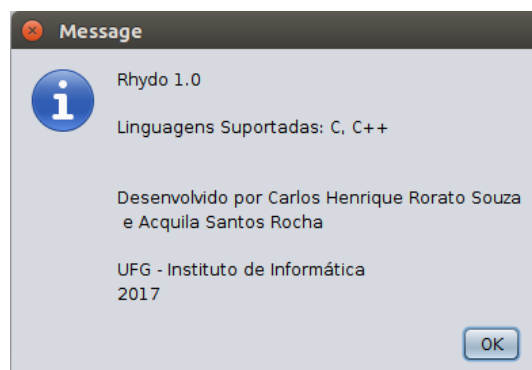 Message
Rhydo 1.0
Linguagens Suportadas: C, C++
Desenvolvido por Carlos Henrique Rorato Souza
e Acquila Santos Rocha
UFG - Instituto de Informática
2017
OK